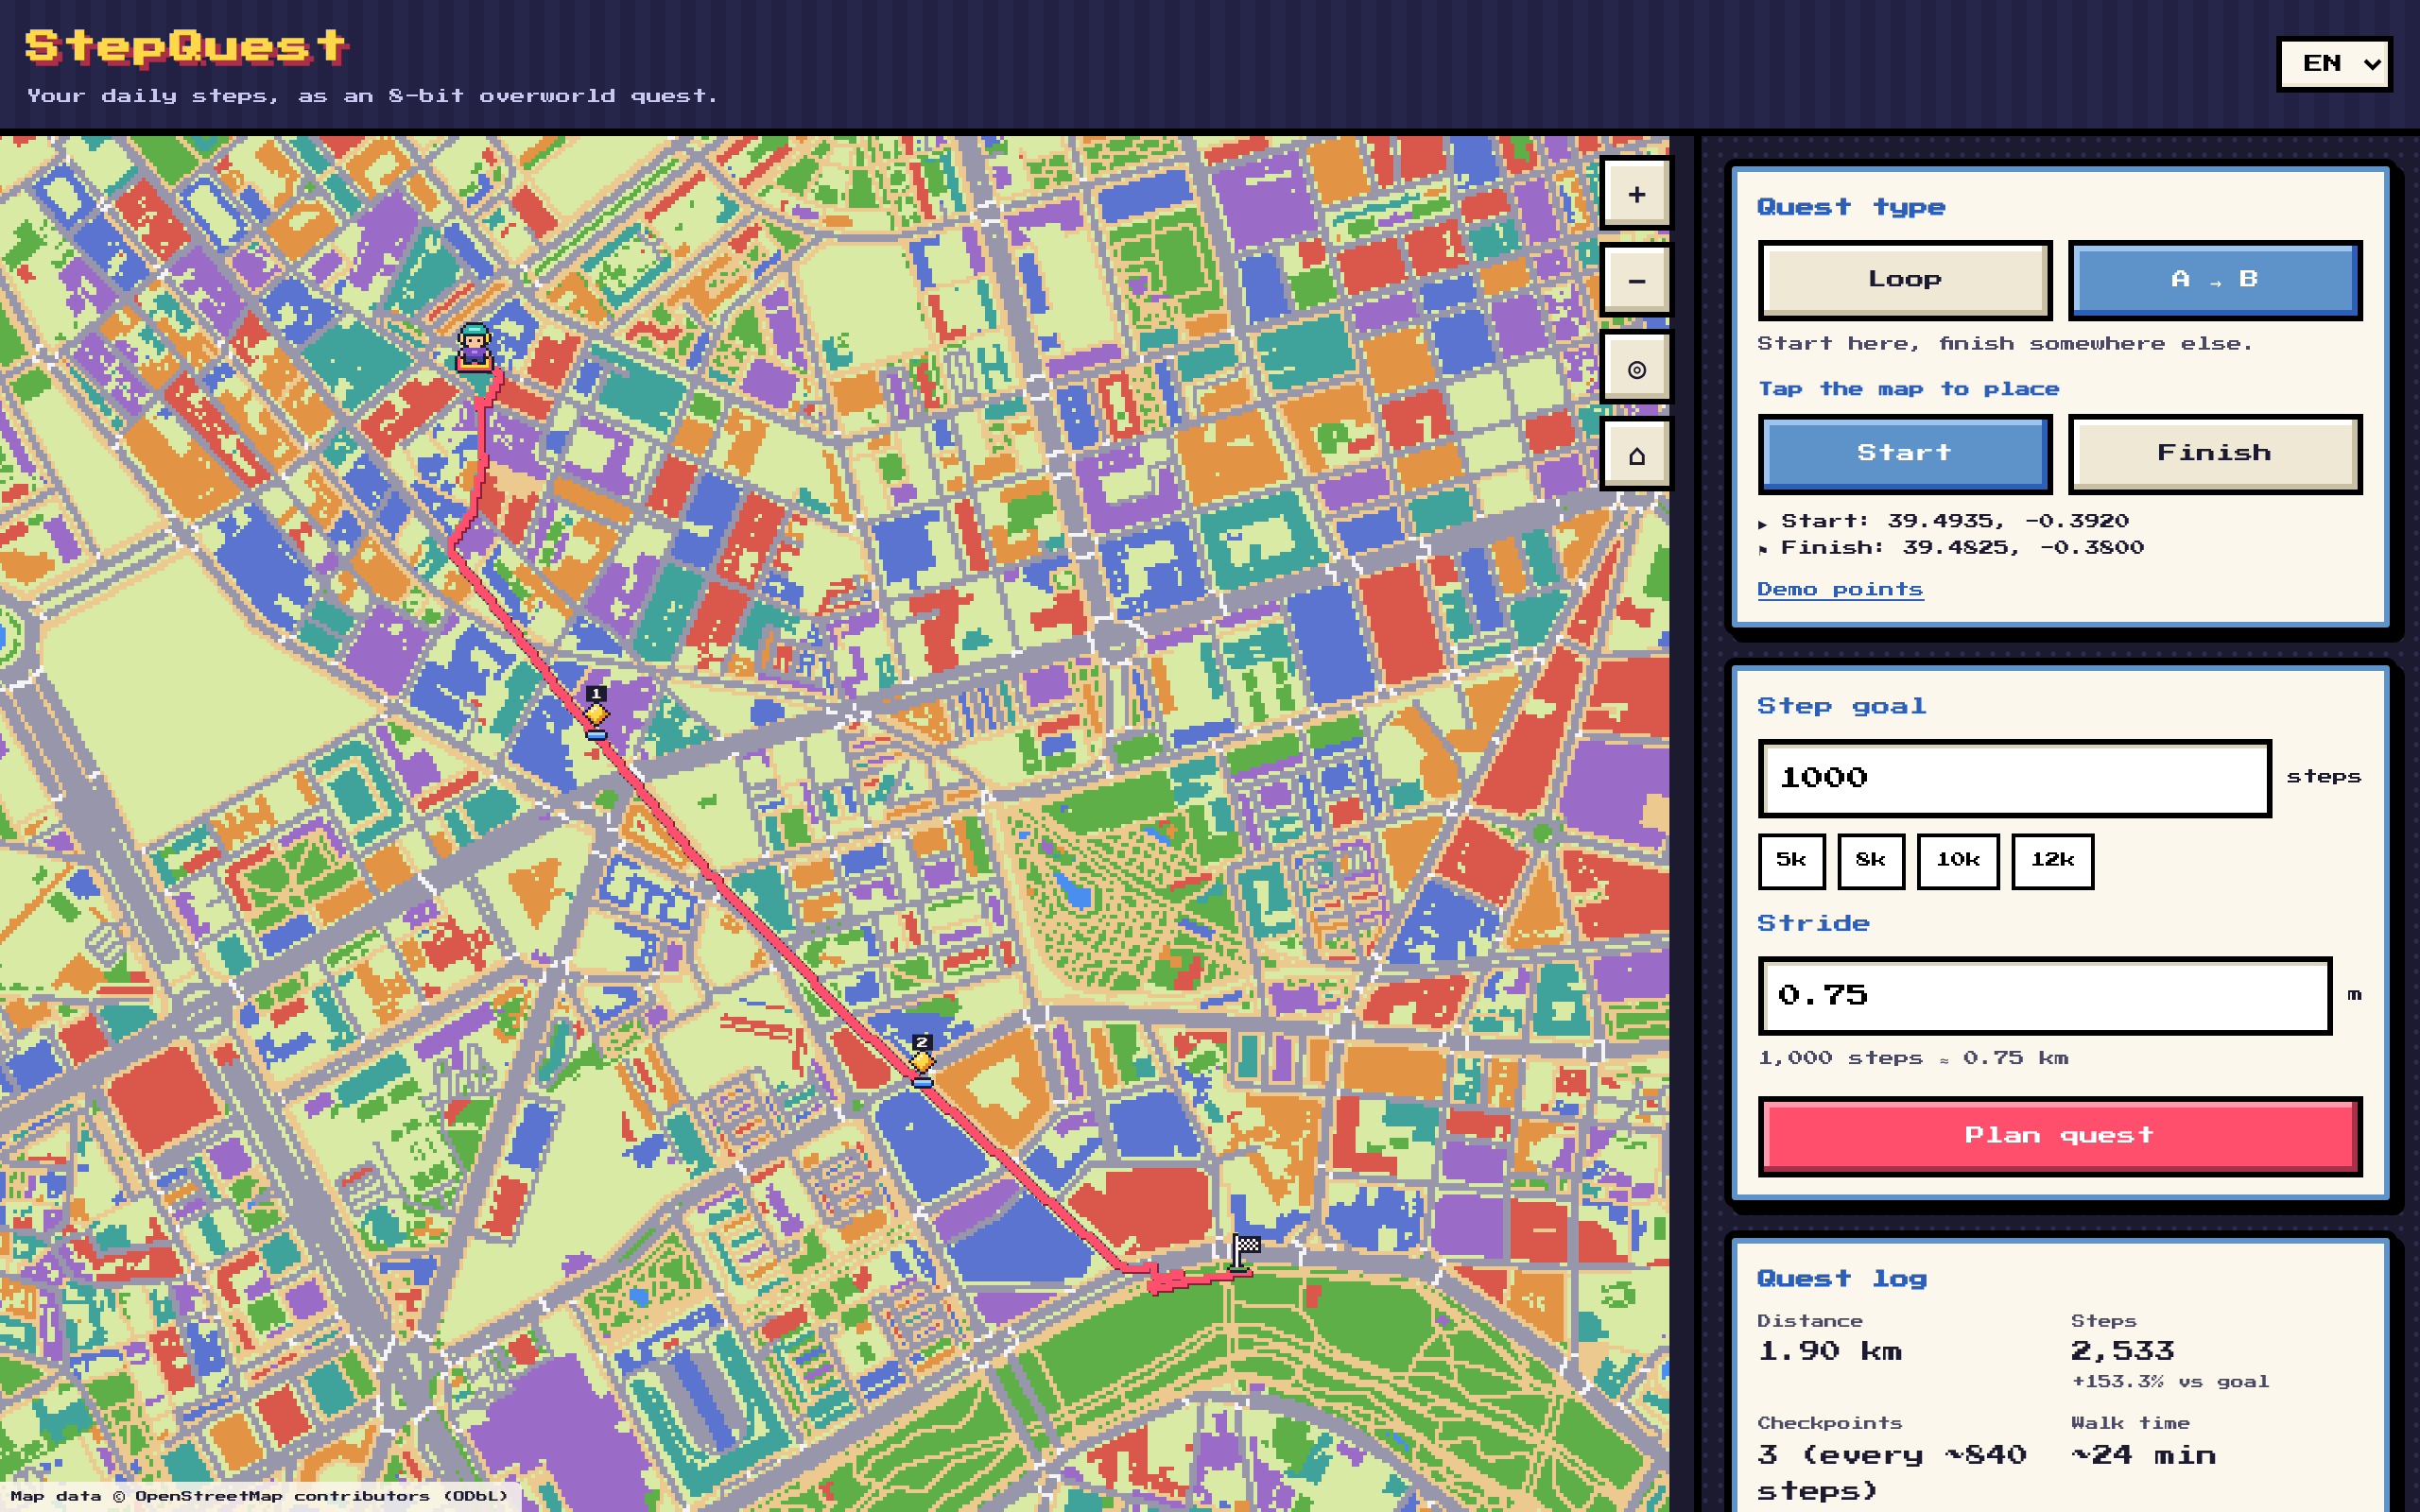 StepQuest
Your daily steps, as an 8-bit overworld quest.
EN
+
−
1
2
Map data © OpenStreetMap contributors (ODbL)
Quest type
Loop
A → B
Start here, finish somewhere else.
Tap the map to place
Start
Finish
Start: 39.4935, -0.3920
Finish: 39.4825, -0.3800
Demo points
Step goal
1000
steps
5k
8k
10k
12k
Stride
0.75
m
1,000 steps ≈ 0.75 km
Plan quest
Quest log
Distance
1.90 km
Steps
2,533
+153.3% vs goal
Checkpoints
3 (every ~840
steps)
Walk time
~24 min